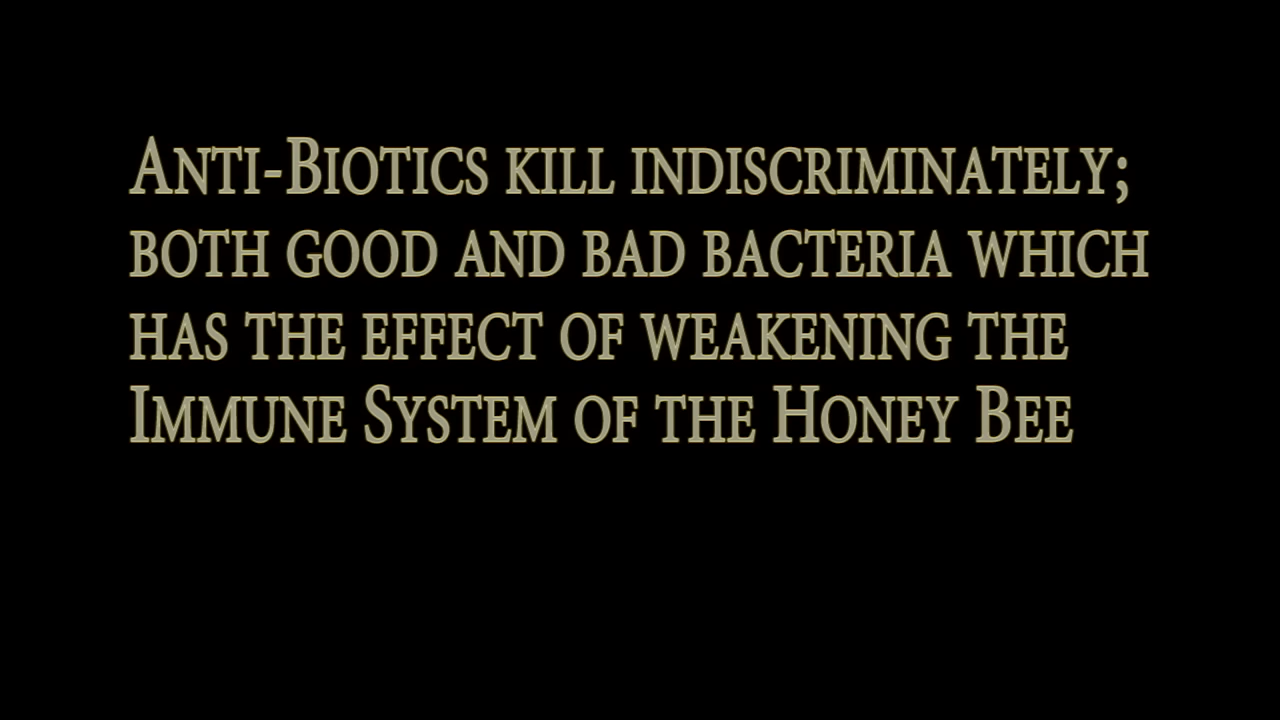 Anti-Biotics kill indiscriminately;
both good and bad bacteria which
has the effect of weakening the
Immune System of the Honey Bee